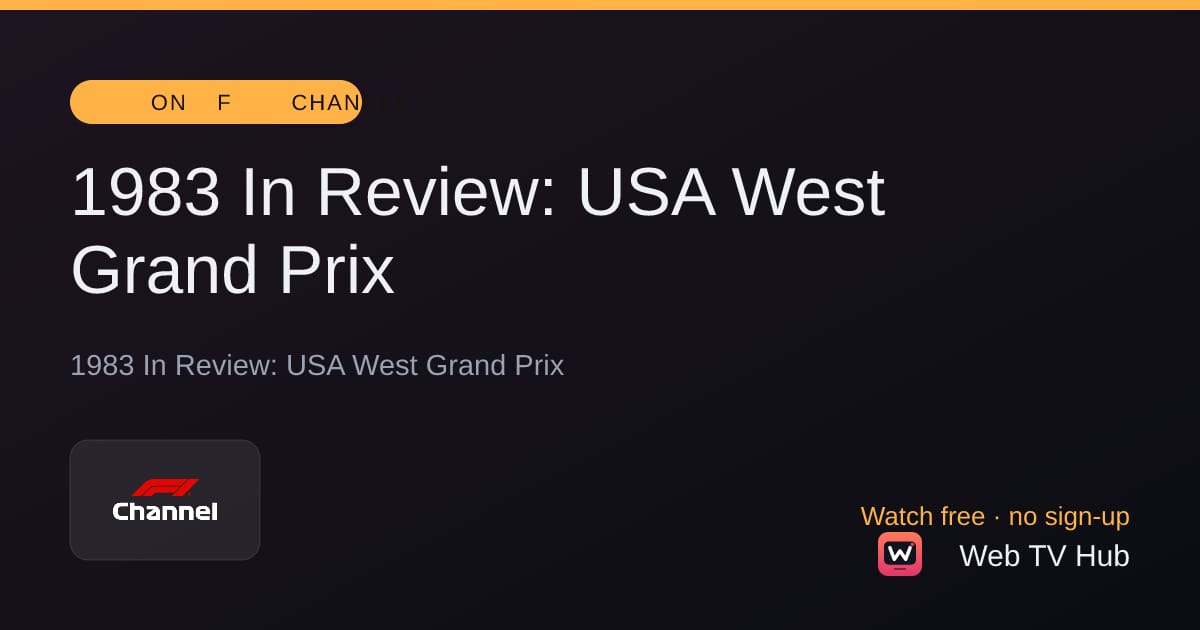 ON F CHANNEL
1983 In Review: USA West
Grand Prix
1983 In Review: USA West Grand Prix
Channel
Watch free · no sign-up
W Web TV Hub